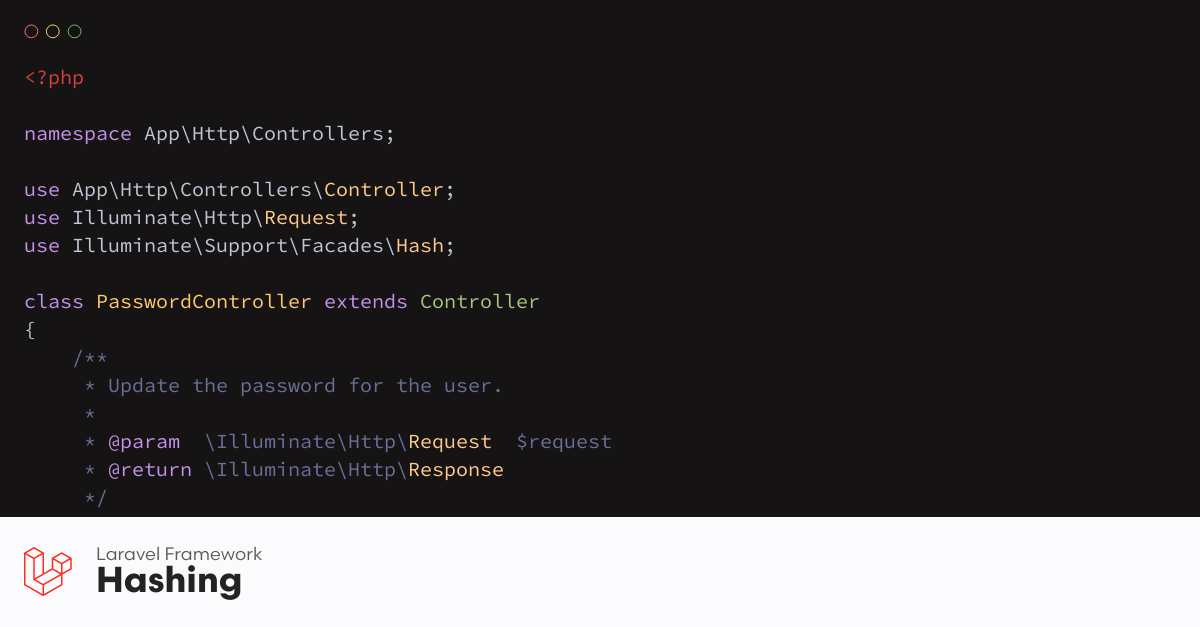 <?php
namespace App\Http\Controllers;
use App\Http\Controllers\Controller;
use Illuminate\Http\Request;
use Illuminate\Support\Facades\Hash;
class PasswordController extends Controller
{
    /**
     * Update the password for the user.
     *
     * @param  \Illuminate\Http\Request  $request
     * @return \Illuminate\Http\Response
     */
Laravel Framework
Hashing